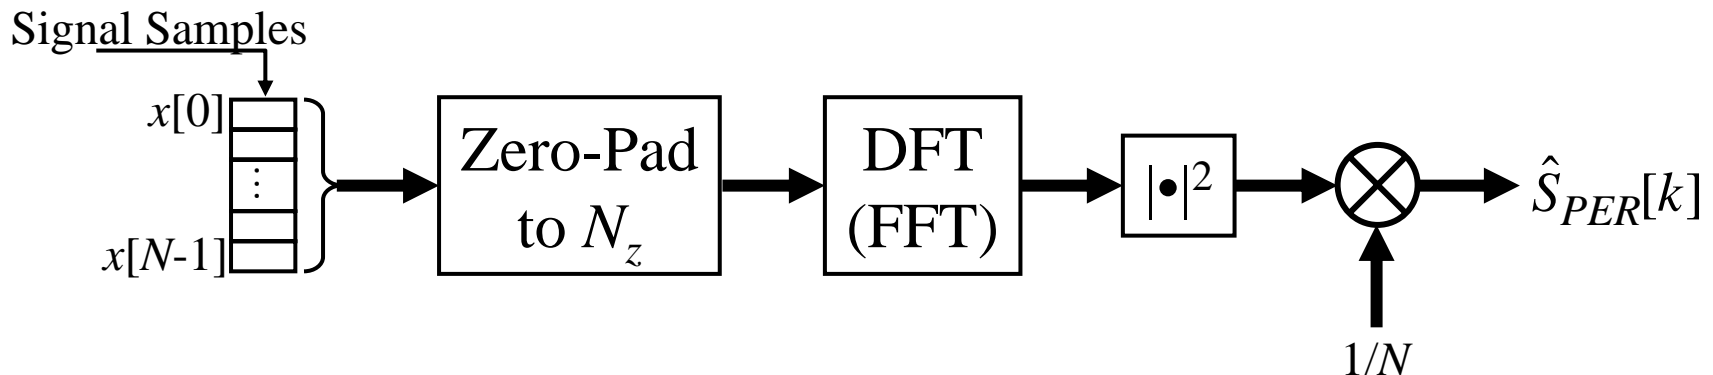 Signal Samples
x[0]
⋮
x[N-1]
Zero-Pad
to N_z
DFT
(FFT)
|•|²
Ŝ_PER[k]
1/N